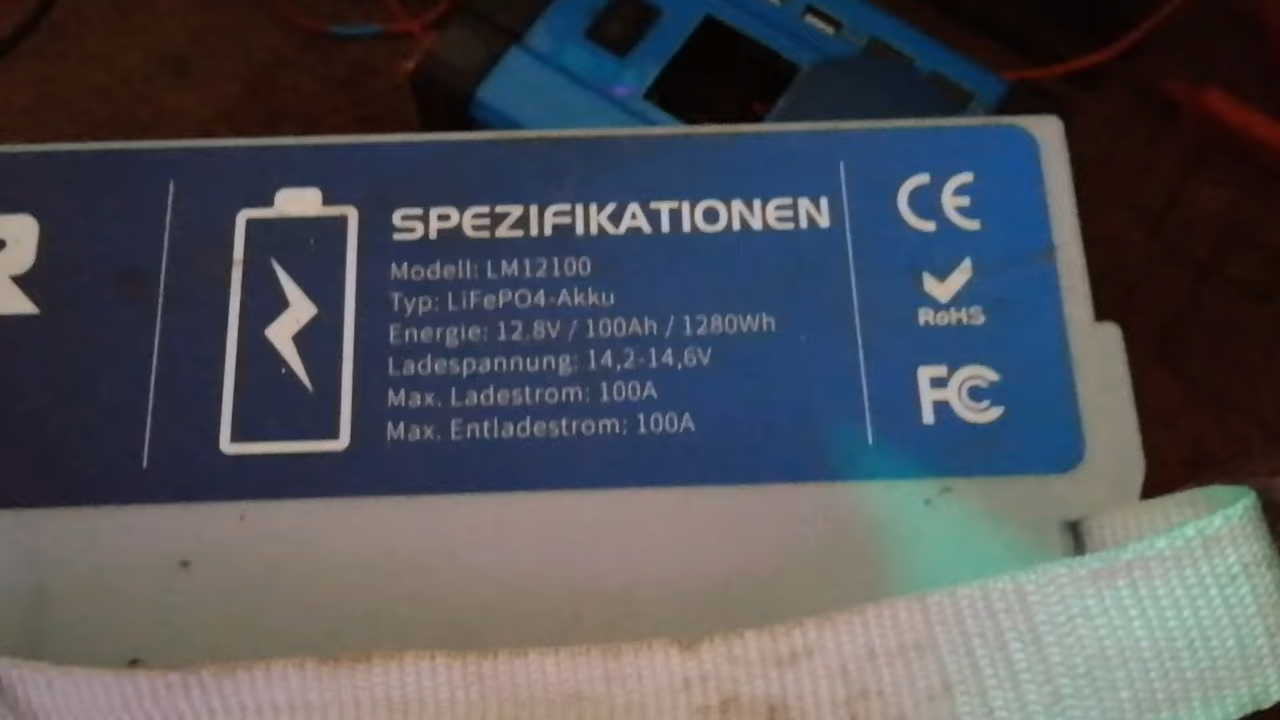 R
SPEZIFIKATIONEN
Modell: LM12100
Typ: LiFePO4-Akku
Energie: 12.8V / 100Ah / 1280Wh
Ladespannung: 14,2-14,6V
Max. Ladestrom: 100A
Max. Entladestrom: 100A
CE
RoHS
FC